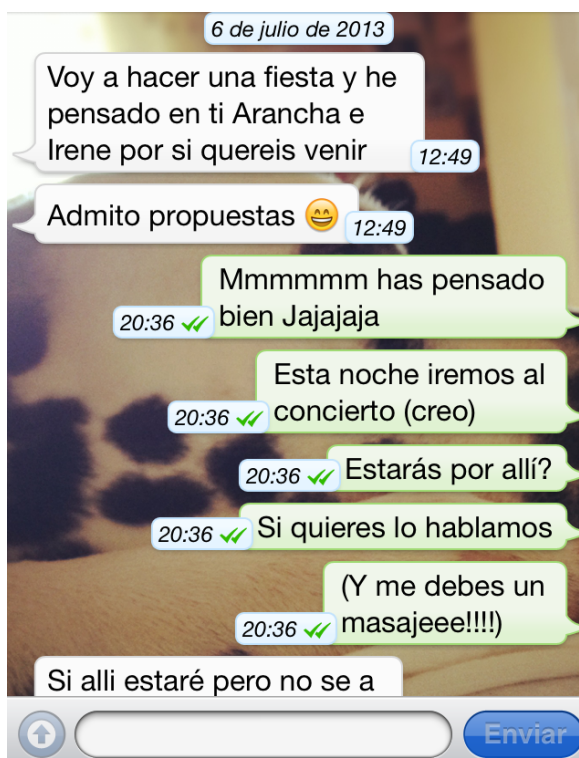 6 de julio de 2013
Voy a hacer una fiesta y he
pensado en ti Arancha e
Irene por si quereis venir
12:49
Admito propuestas 😄
12:49
Mmmmmm has pensado
bien Jajajaja
20:36
Esta noche iremos al
concierto (creo)
20:36
Estarás por allí?
20:36
Si quieres lo hablamos
20:36
(Y me debes un
masajeee!!!!)
20:36
Si alli estaré pero no se a
Enviar